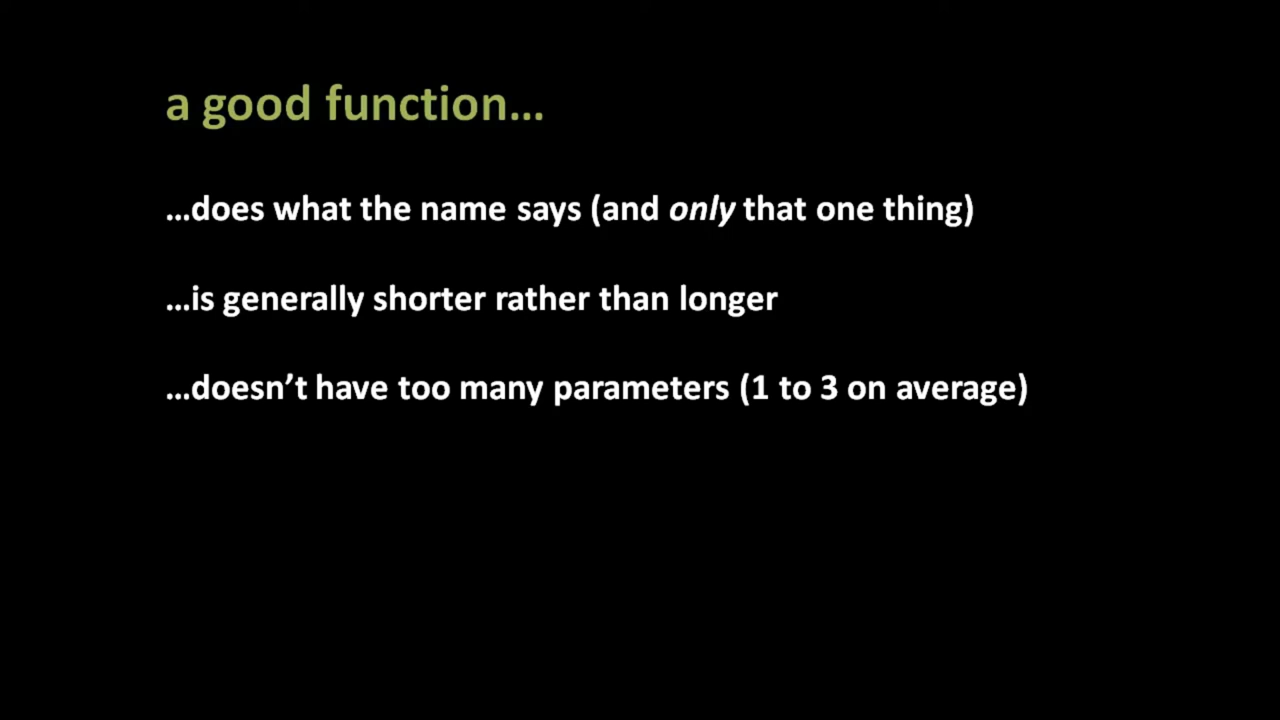 a good function…
…does what the name says (and only that one thing)
…is generally shorter rather than longer
…doesn’t have too many parameters (1 to 3 on average)